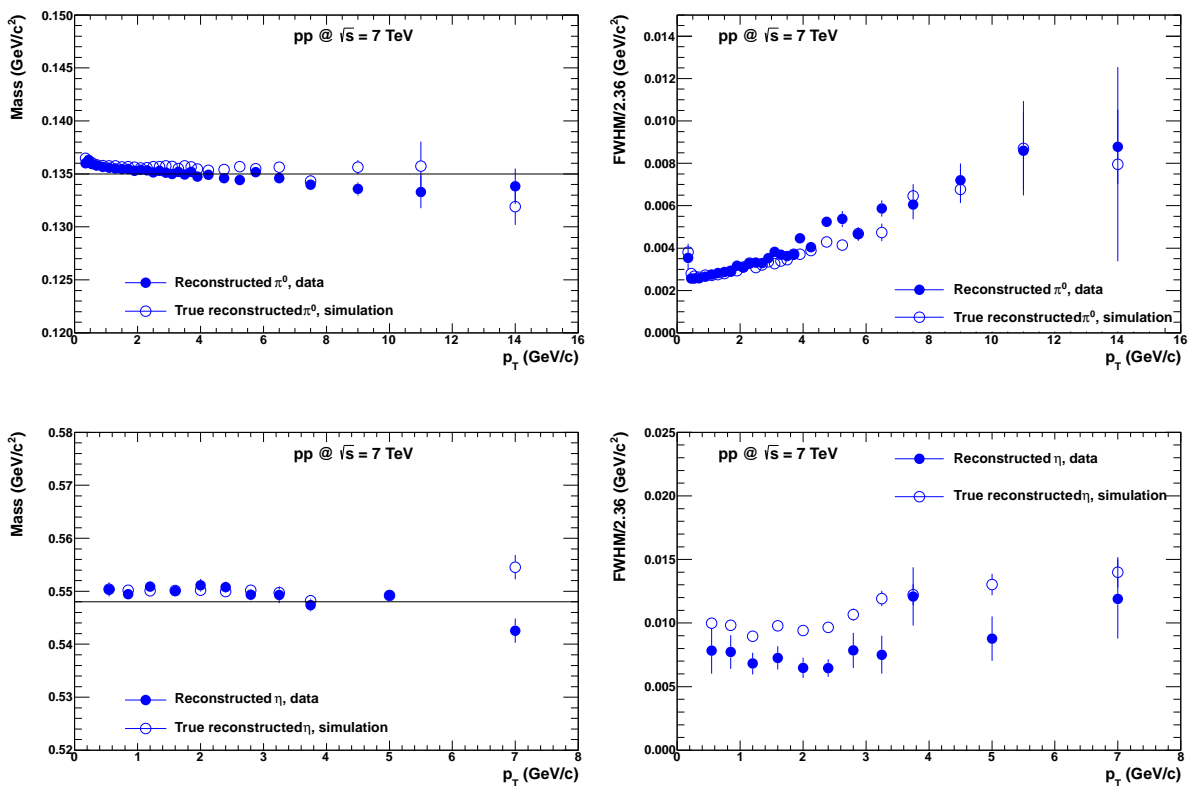 Mass (GeV/c²)
0.150
0.145
0.140
0.135
0.130
0.125
0.120
pp @ √s = 7 TeV
Reconstructed π⁰, data
True reconstructed π⁰, simulation
0 2 4 6 8 10 12 14 16
p_T (GeV/c)
FWHM/2.36 (GeV/c²)
0.014
0.012
0.010
0.008
0.006
0.004
0.002
0.000
pp @ √s = 7 TeV
Reconstructed π⁰, data
True reconstructed π⁰, simulation
0 2 4 6 8 10 12 14 16
p_T (GeV/c)
Mass (GeV/c²)
0.58
0.57
0.56
0.55
0.54
0.53
0.52
pp @ √s = 7 TeV
Reconstructed η, data
True reconstructed η, simulation
0 1 2 3 4 5 6 7 8
p_T (GeV/c)
FWHM/2.36 (GeV/c²)
0.025
0.020
0.015
0.010
0.005
0.000
pp @ √s = 7 TeV
Reconstructed η, data
True reconstructed η, simulation
0 1 2 3 4 5 6 7 8
p_T (GeV/c)